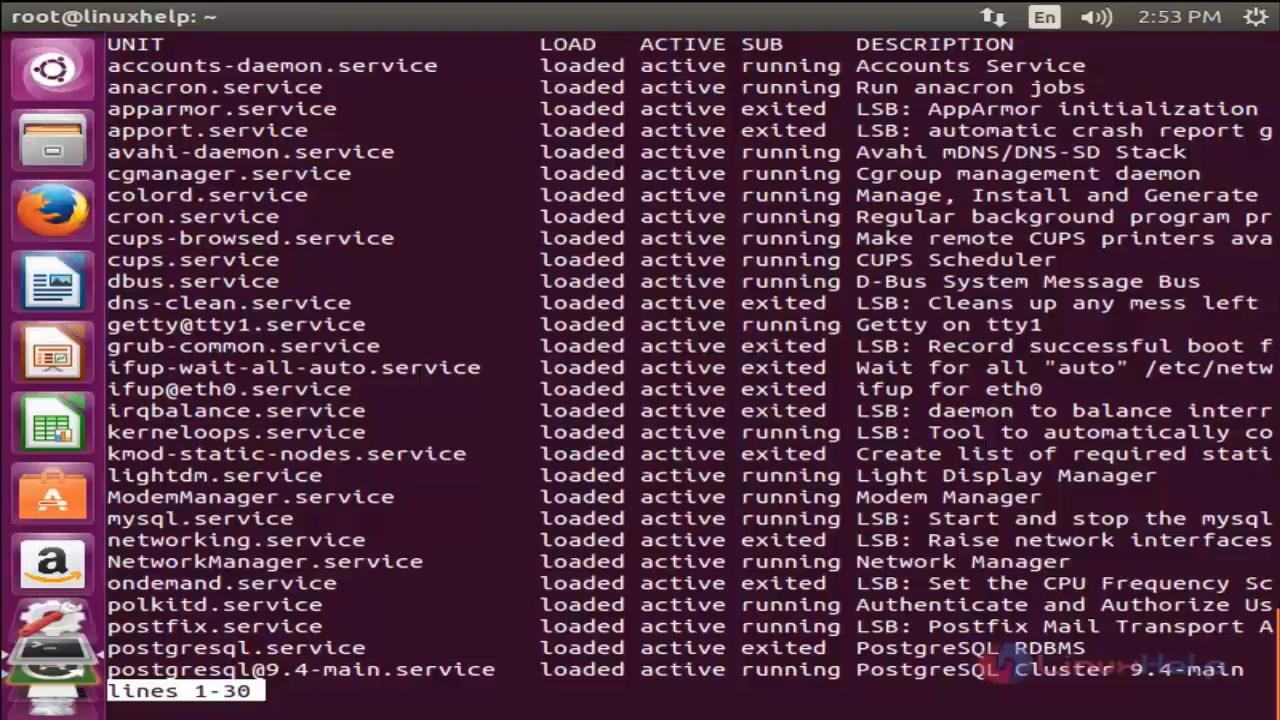 root@linuxhelp: ~
En
2:53 PM
UNIT LOAD ACTIVE SUB DESCRIPTION
accounts-daemon.service loaded active running Accounts Service
anacron.service loaded active running Run anacron jobs
apparmor.service loaded active exited LSB: AppArmor initialization
apport.service loaded active exited LSB: automatic crash report g
avahi-daemon.service loaded active running Avahi mDNS/DNS-SD Stack
cgmanager.service loaded active running Cgroup management daemon
colord.service loaded active running Manage, Install and Generate
cron.service loaded active running Regular background program pr
cups-browsed.service loaded active running Make remote CUPS printers ava
cups.service loaded active running CUPS Scheduler
dbus.service loaded active running D-Bus System Message Bus
dns-clean.service loaded active exited LSB: Cleans up any mess left
getty@tty1.service loaded active running Getty on tty1
grub-common.service loaded active exited LSB: Record successful boot f
ifup-wait-all-auto.service loaded active exited Wait for all "auto" /etc/netw
ifup@eth0.service loaded active exited ifup for eth0
irqbalance.service loaded active exited LSB: daemon to balance interr
kerneloops.service loaded active running LSB: Tool to automatically co
kmod-static-nodes.service loaded active exited Create list of required stati
lightdm.service loaded active running Light Display Manager
ModemManager.service loaded active running Modem Manager
mysql.service loaded active running LSB: Start and stop the mysql
networking.service loaded active exited LSB: Raise network interfaces
NetworkManager.service loaded active running Network Manager
ondemand.service loaded active exited LSB: Set the CPU Frequency Sc
polkitd.service loaded active running Authenticate and Authorize Us
postfix.service loaded active running LSB: Postfix Mail Transport A
postgresql.service loaded active exited PostgreSQL RDBMS
postgresql@9.4-main.service loaded active running PostgreSQL Cluster 9.4-main
lines 1-30
LinuxHelp